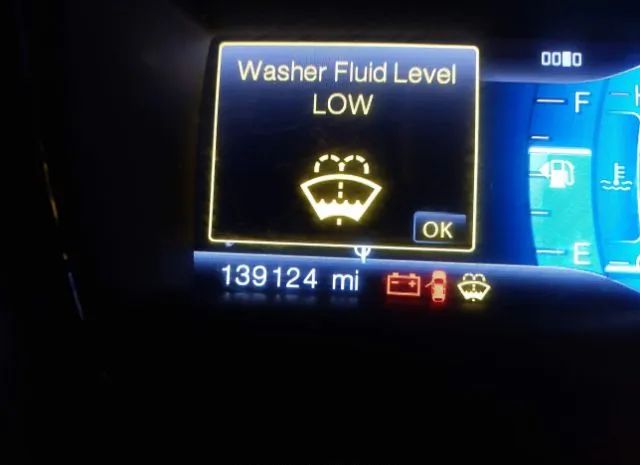 Washer Fluid Level
LOW
OK
F
H
E
139124 mi